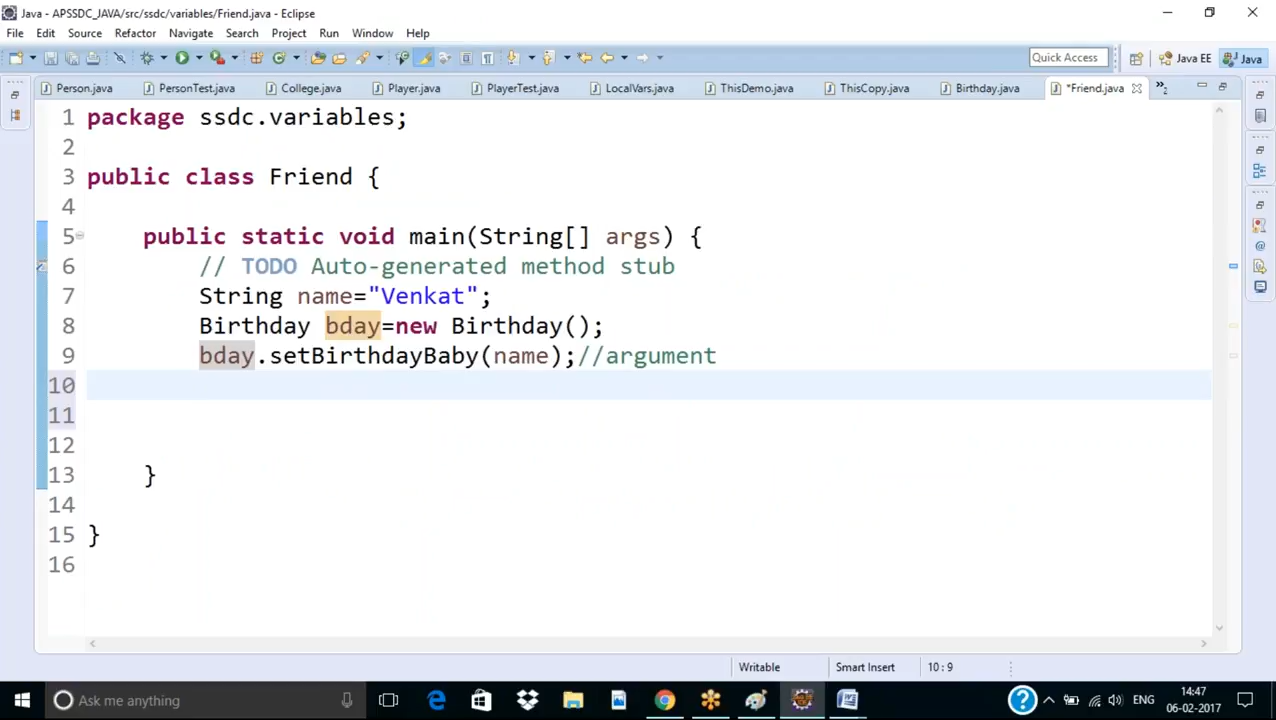 Java - APSSDC_JAVA/src/ssdc/variables/Friend.java - Eclipse
File Edit Source Refactor Navigate Search Project Run Window Help
Quick Access Java EE Java
Person.java PersonTest.java College.java Player.java PlayerTest.java LocalVars.java ThisDemo.java ThisCopy.java Birthday.java *Friend.java »2
1 package ssdc.variables;
2
3 public class Friend {
4
5 public static void main(String[] args) {
6 // TODO Auto-generated method stub
7 String name="Venkat";
8 Birthday bday=new Birthday();
9 bday.setBirthdayBaby(name);//argument
10
11
12
13 }
14
15 }
16
Writable Smart Insert 10 : 9
Ask me anything ENG 14:47
06-02-2017